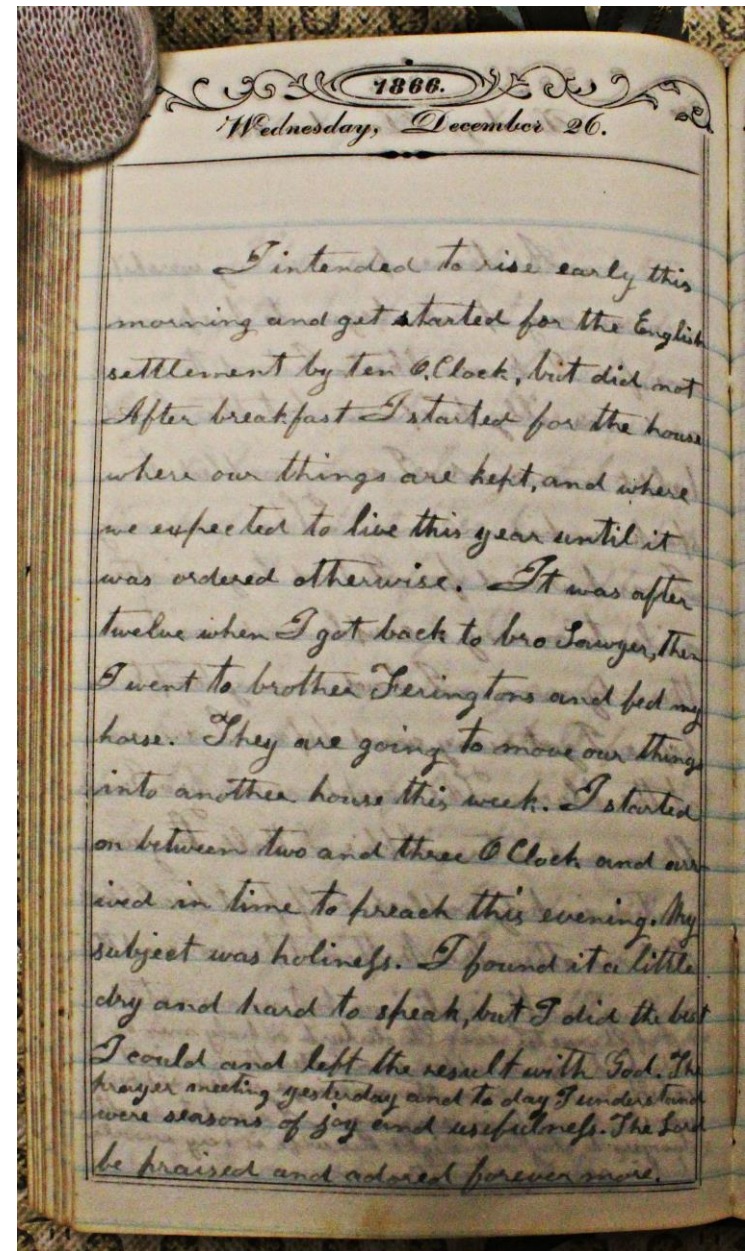 1866.
Wednesday, December 26.
I intended to rise early this
morning and get started for the English
settlement by ten O,Clock, but did not
After breakfast I started for the house
where our things are kept, and where
we expected to live this year until it
was ordered otherwise. It was after
twelve when I got back to bro Sawyer, then
I went to brother Feringtons and fed my
horse. They are going to move our things
into another house this week. I started
on between two and three O Clock and arr-
ived in time to preach this evening. My
subject was holineſs. I found it a little
dry and hard to speak, but I did the best
I could and left the result with God. The
prayer meeting yesterday and to day I understand
were seasons of joy and usefulneſs. The Lord
be praised and adored forevermore.